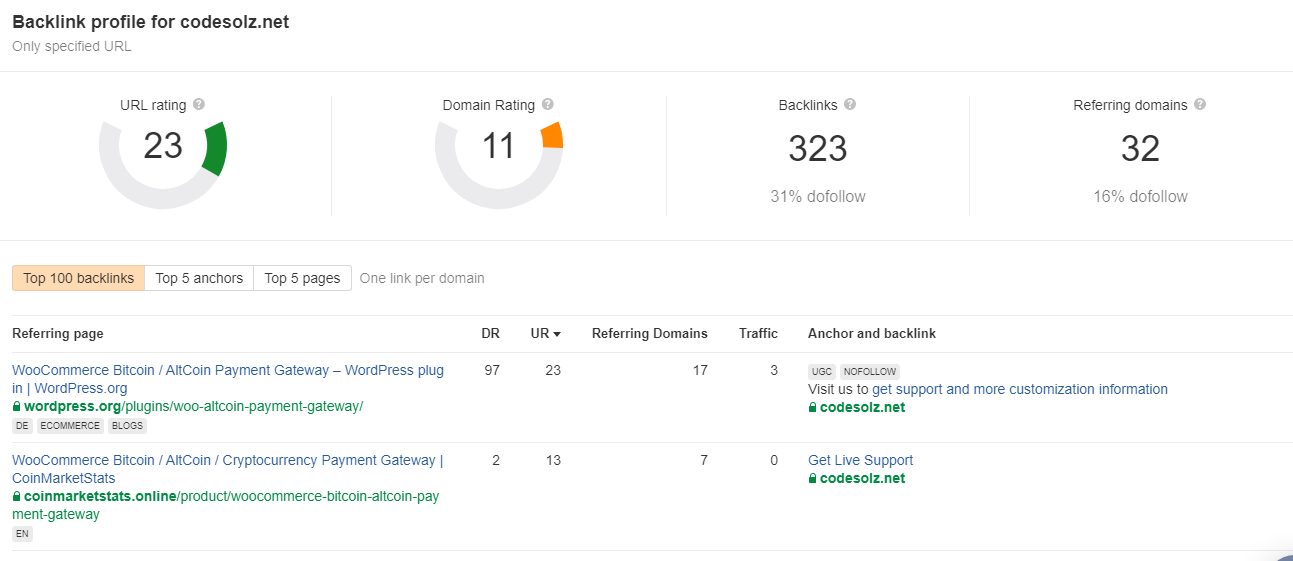 Backlink profile for codesolz.net
Only specified URL
URL rating ?
23
Domain Rating ?
11
Backlinks ?
323
31% dofollow
Referring domains ?
32
16% dofollow
Top 100 backlinks Top 5 anchors Top 5 pages One link per domain
Referring page DR UR Referring Domains Traffic Anchor and backlink
WooCommerce Bitcoin / AltCoin Payment Gateway – WordPress plug
in | WordPress.org
wordpress.org/plugins/woo-altcoin-payment-gateway/
DE ECOMMERCE BLOGS
97 23 17 3
UGC NOFOLLOW
Visit us to get support and more customization information
codesolz.net
WooCommerce Bitcoin / AltCoin / Cryptocurrency Payment Gateway |
CoinMarketStats
coinmarketstats.online/product/woocommerce-bitcoin-altcoin-pay
ment-gateway
EN
2 13 7 0
Get Live Support
codesolz.net